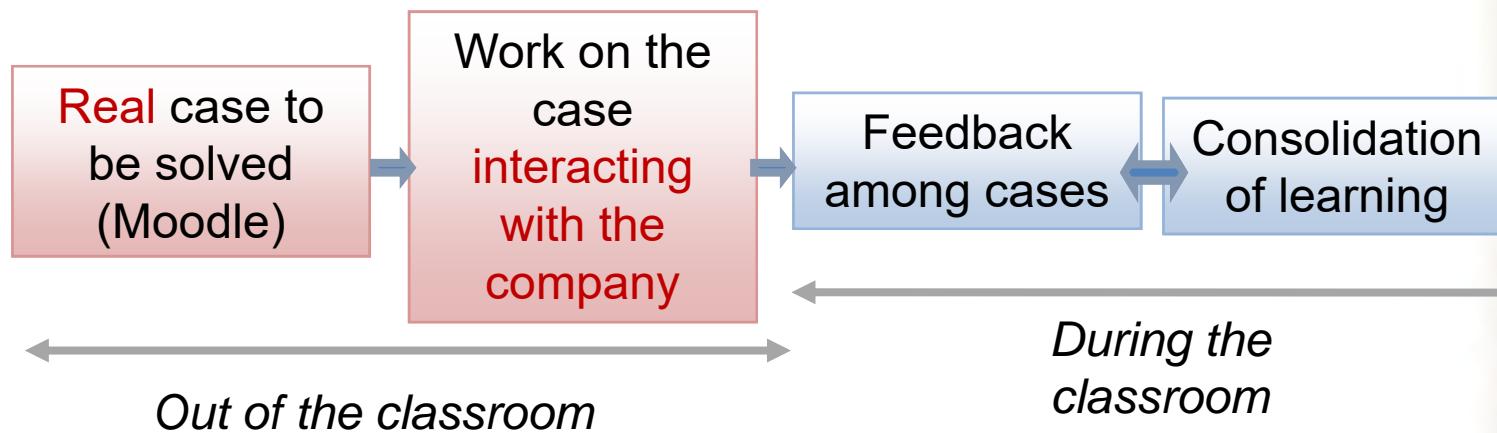 Real case to
be solved
(Moodle)
Work on the
case
interacting
with the
company
Feedback
among cases
Consolidation
of learning
Out of the classroom
During the
classroom